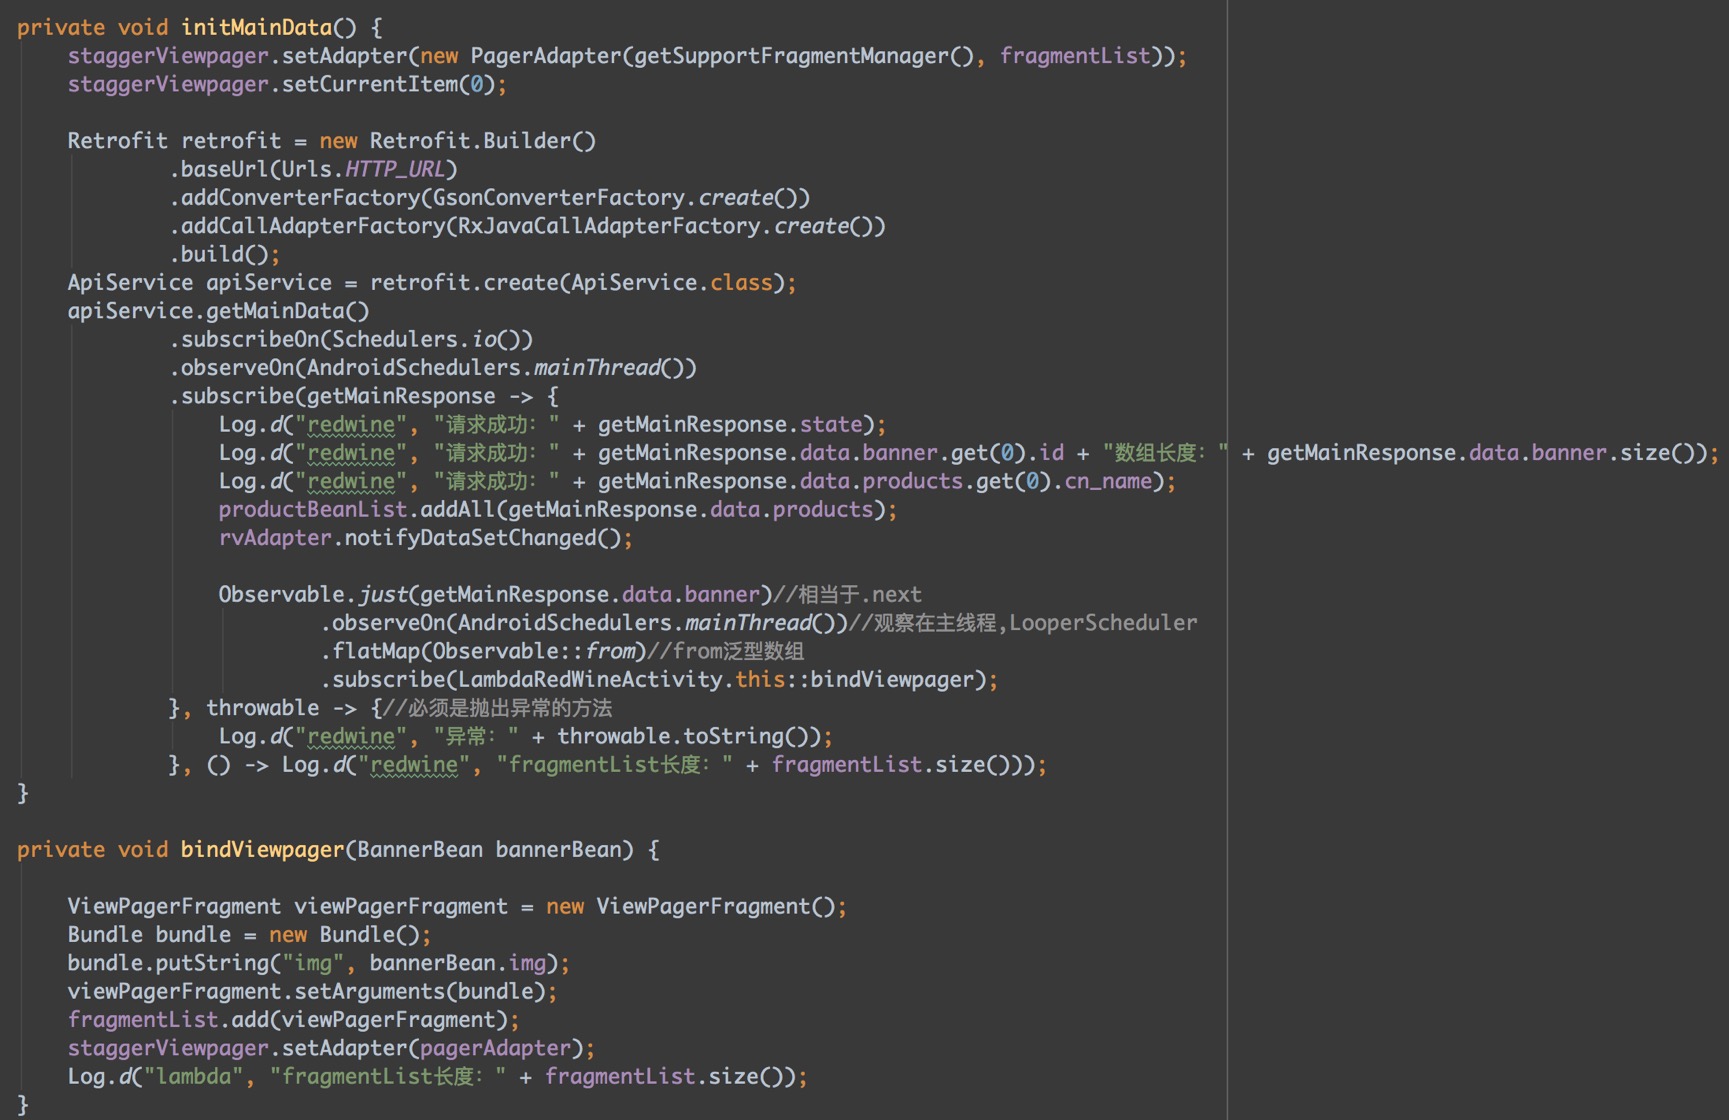 private void initMainData() {
    staggerViewpager.setAdapter(new PagerAdapter(getSupportFragmentManager(), fragmentList));
    staggerViewpager.setCurrentItem(0);

    Retrofit retrofit = new Retrofit.Builder()
            .baseUrl(Urls.HTTP_URL)
            .addConverterFactory(GsonConverterFactory.create())
            .addCallAdapterFactory(RxJavaCallAdapterFactory.create())
            .build();
    ApiService apiService = retrofit.create(ApiService.class);
    apiService.getMainData()
            .subscribeOn(Schedulers.io())
            .observeOn(AndroidSchedulers.mainThread())
            .subscribe(getMainResponse -> {
                Log.d("redwine", "请求成功：" + getMainResponse.state);
                Log.d("redwine", "请求成功：" + getMainResponse.data.banner.get(0).id + "数组长度：" + getMainResponse.data.banner.size());
                Log.d("redwine", "请求成功：" + getMainResponse.data.products.get(0).cn_name);
                productBeanList.addAll(getMainResponse.data.products);
                rvAdapter.notifyDataSetChanged();

                Observable.just(getMainResponse.data.banner)//相当于.next
                        .observeOn(AndroidSchedulers.mainThread())//观察在主线程,LooperScheduler
                        .flatMap(Observable::from)//from泛型数组
                        .subscribe(LambdaRedWineActivity.this::bindViewpager);
            }, throwable -> {//必须是抛出异常的方法
                Log.d("redwine", "异常：" + throwable.toString());
            }, () -> Log.d("redwine", "fragmentList长度：" + fragmentList.size()));
}

private void bindViewpager(BannerBean bannerBean) {

    ViewPagerFragment viewPagerFragment = new ViewPagerFragment();
    Bundle bundle = new Bundle();
    bundle.putString("img", bannerBean.img);
    viewPagerFragment.setArguments(bundle);
    fragmentList.add(viewPagerFragment);
    staggerViewpager.setAdapter(pagerAdapter);
    Log.d("lambda", "fragmentList长度：" + fragmentList.size());
}